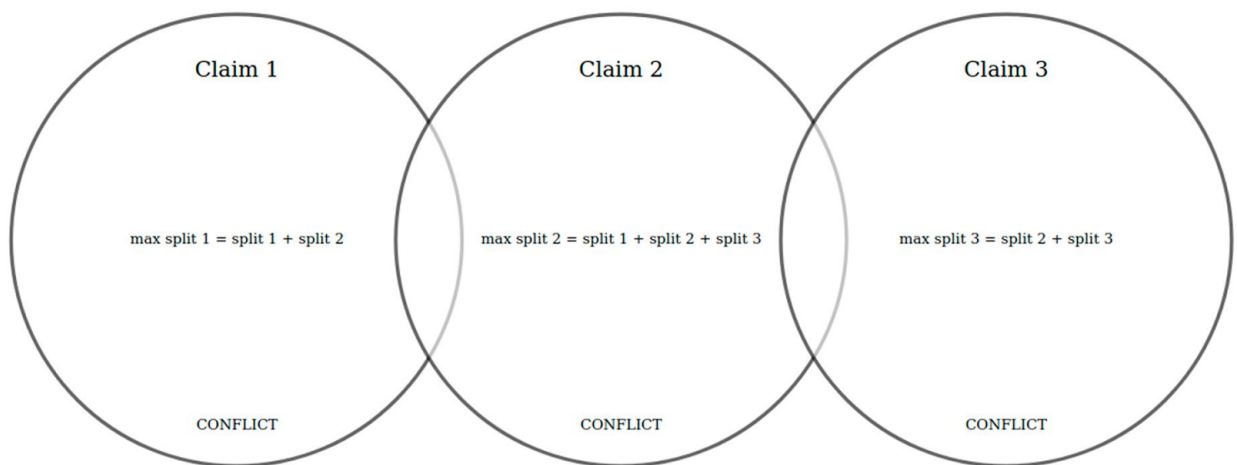 Claim 1
Claim 2
Claim 3
max split 1 = split 1 + split 2
max split 2 = split 1 + split 2 + split 3
max split 3 = split 2 + split 3
CONFLICT
CONFLICT
CONFLICT